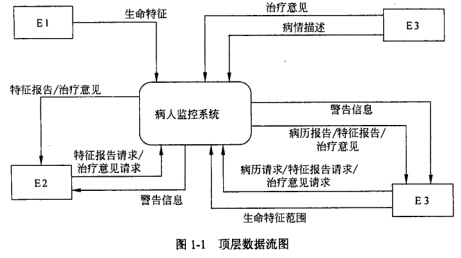 E1
生命特征
治疗意见
病情描述
E3
特征报告/治疗意见
病人监控系统
警告信息
病历报告/特征报告/
治疗意见
特征报告请求/
治疗意见请求
病历请求/特征报告请求/
治疗意见请求
E2
警告信息
生命特征范围
E3
图1-1 顶层数据流图